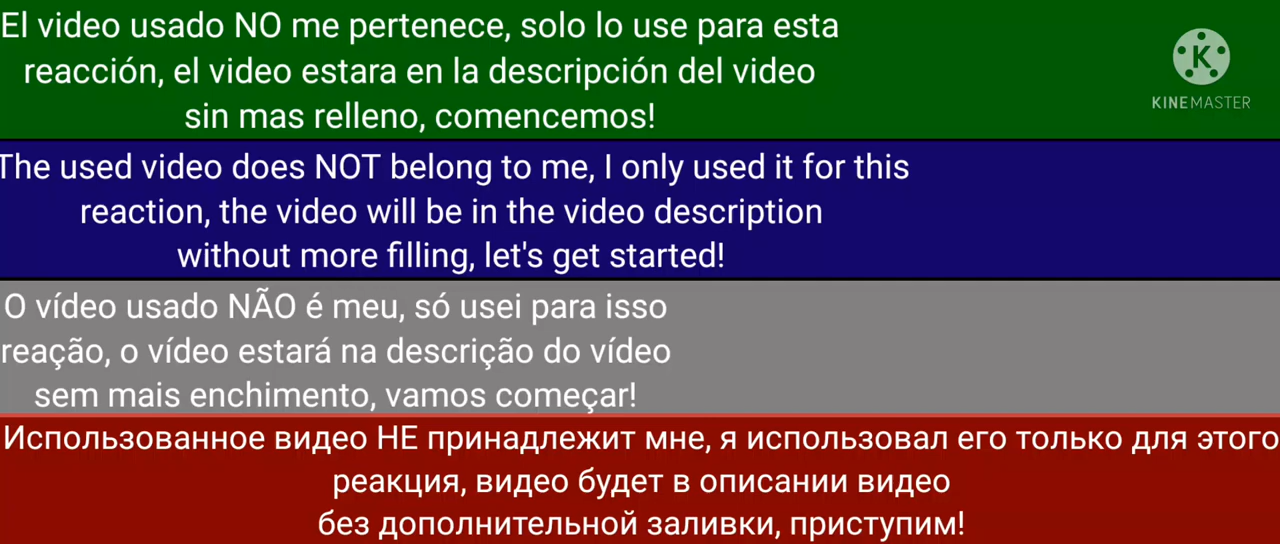 El video usado NO me pertenece, solo lo use para esta
reacción, el video estara en la descripción del video
sin mas relleno, comencemos!
K
KINEMASTER
The used video does NOT belong to me, I only used it for this
reaction, the video will be in the video description
without more filling, let's get started!
O vídeo usado NÃO é meu, só usei para isso
reação, o vídeo estará na descrição do vídeo
sem mais enchimento, vamos começar!
Использованное видео НЕ принадлежит мне, я использовал его только для этого
реакция, видео будет в описании видео
без дополнительной заливки, приступим!